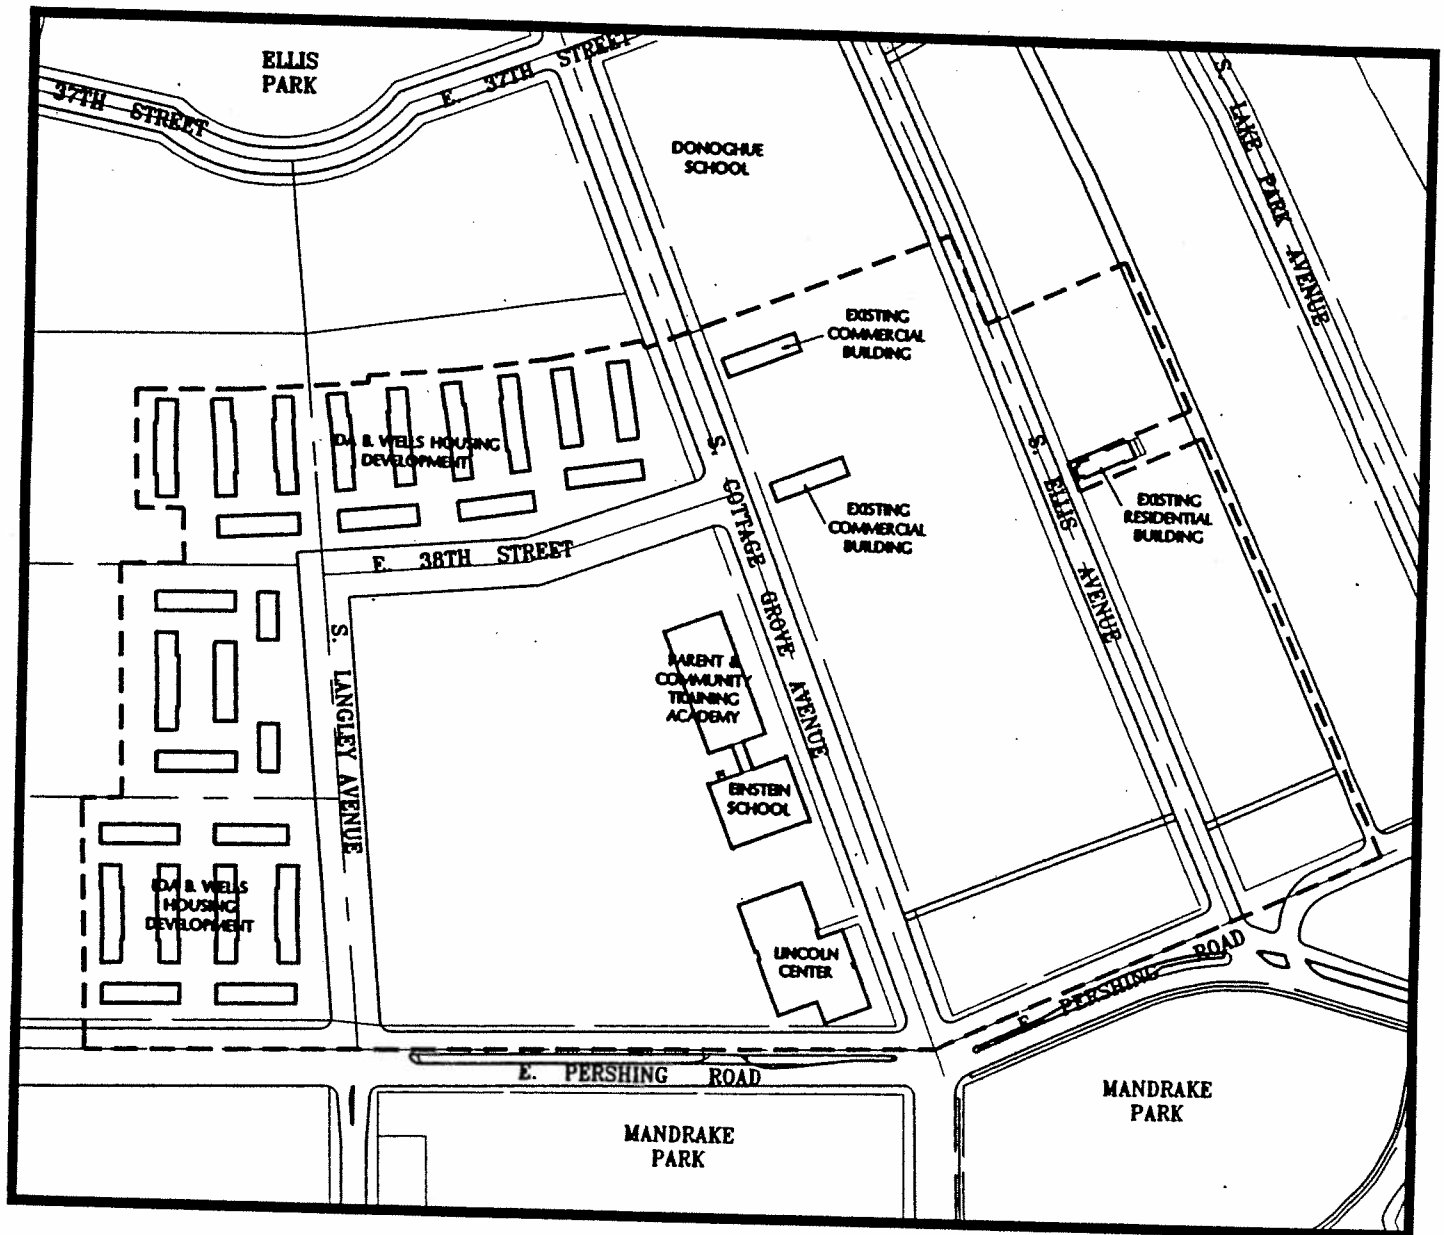 ELLIS
PARK
37TH STREET
E. 37TH STREET
DONOGHUE
SCHOOL
S. LAKE PARK AVENUE
EXISTING
COMMERCIAL
BUILDING
IDA B. WELLS HOUSING
DEVELOPMENT
S. COTTAGE GROVE AVENUE
S. ELLIS AVENUE
EXISTING
COMMERCIAL
BUILDING
EXISTING
RESIDENTIAL
BUILDING
E. 38TH STREET
S. LANGLEY AVENUE
PARENT &
COMMUNITY
TRAINING
ACADEMY
EINSTEIN
SCHOOL
IDA B. WELLS
HOUSING
DEVELOPMENT
LINCOLN
CENTER
E. PERSHING ROAD
E. PERSHING ROAD
MANDRAKE
PARK
MANDRAKE
PARK